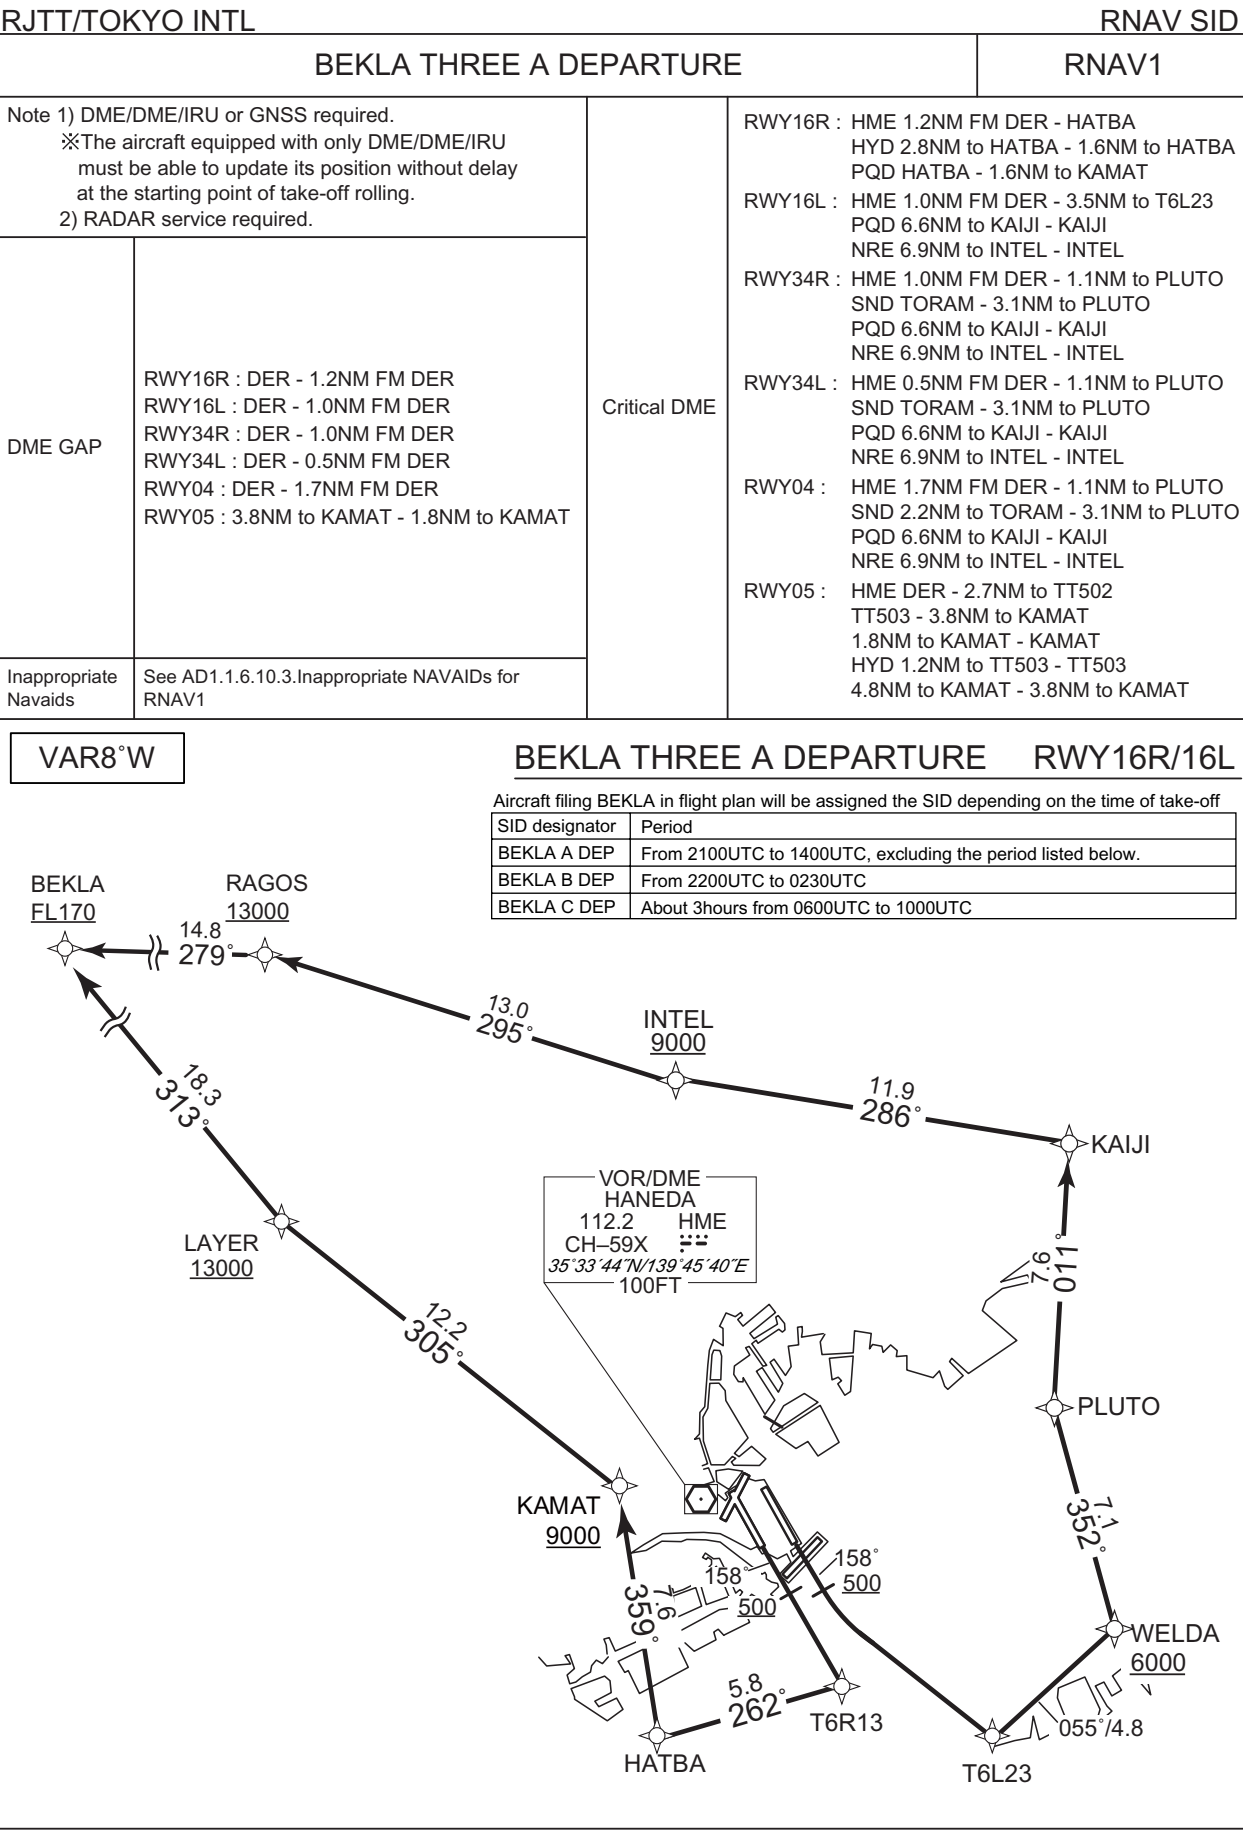 RJTT/TOKYO INTL
RNAV SID
BEKLA THREE A DEPARTURE
RNAV1
Note 1) DME/DME/IRU or GNSS required.
※The aircraft equipped with only DME/DME/IRU
must be able to update its position without delay
at the starting point of take-off rolling.
2) RADAR service required.
DME GAP
RWY16R : DER - 1.2NM FM DER
RWY16L : DER - 1.0NM FM DER
RWY34R : DER - 1.0NM FM DER
RWY34L : DER - 0.5NM FM DER
RWY04 : DER - 1.7NM FM DER
RWY05 : 3.8NM to KAMAT - 1.8NM to KAMAT
Inappropriate
Navaids
See AD1.1.6.10.3.Inappropriate NAVAIDs for
RNAV1
Critical DME
RWY16R : HME 1.2NM FM DER - HATBA
HYD 2.8NM to HATBA - 1.6NM to HATBA
PQD HATBA - 1.6NM to KAMAT
RWY16L : HME 1.0NM FM DER - 3.5NM to T6L23
PQD 6.6NM to KAIJI - KAIJI
NRE 6.9NM to INTEL - INTEL
RWY34R : HME 1.0NM FM DER - 1.1NM to PLUTO
SND TORAM - 3.1NM to PLUTO
PQD 6.6NM to KAIJI - KAIJI
NRE 6.9NM to INTEL - INTEL
RWY34L : HME 0.5NM FM DER - 1.1NM to PLUTO
SND TORAM - 3.1NM to PLUTO
PQD 6.6NM to KAIJI - KAIJI
NRE 6.9NM to INTEL - INTEL
RWY04 : HME 1.7NM FM DER - 1.1NM to PLUTO
SND 2.2NM to TORAM - 3.1NM to PLUTO
PQD 6.6NM to KAIJI - KAIJI
NRE 6.9NM to INTEL - INTEL
RWY05 : HME DER - 2.7NM to TT502
TT503 - 3.8NM to KAMAT
1.8NM to KAMAT - KAMAT
HYD 1.2NM to TT503 - TT503
4.8NM to KAMAT - 3.8NM to KAMAT
VAR8°W
BEKLA THREE A DEPARTURE RWY16R/16L
Aircraft filing BEKLA in flight plan will be assigned the SID depending on the time of take-off
SID designator Period
BEKLA A DEP From 2100UTC to 1400UTC, excluding the period listed below.
BEKLA B DEP From 2200UTC to 0230UTC
BEKLA C DEP About 3hours from 0600UTC to 1000UTC
BEKLA
FL170
RAGOS
13000
14.8
279°
13.0
295°
INTEL
9000
11.9
286°
KAIJI
18.3
313°
VOR/DME
HANEDA
112.2 HME
CH–59X
35°33´44˝N/139°45´40˝E
100FT
LAYER
13000
7.6
011°
12.2
305°
PLUTO
KAMAT
9000
7.1
352°
158°
500
158°
500
7.6
359°
WELDA
6000
5.8
262°
T6R13
055°/4.8
HATBA
T6L23